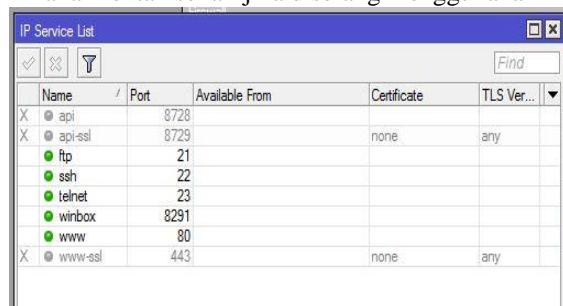 IP Service List
Find
Name / Port Available From Certificate TLS Ver...
X api 8728
X api-ssl 8729 none any
ftp 21
ssh 22
telnet 23
winbox 8291
www 80
X www-ssl 443 none any